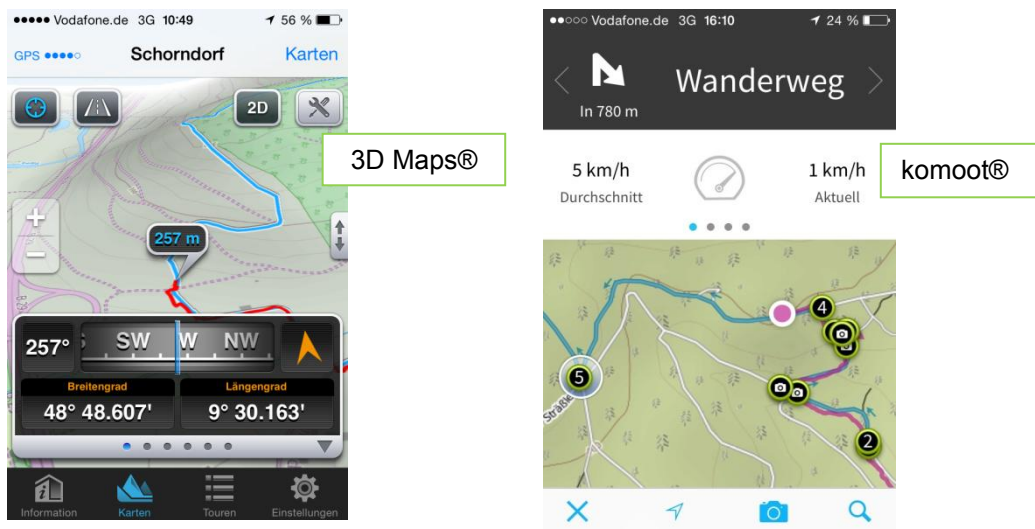 Vodafone.de 3G 10:49 56 %
GPS Schorndorf Karten
2D
3D Maps®
257 m
257° S SW W NW
Breitengrad Längengrad
48° 48.607' 9° 30.163'
Information Karten Touren Einstellungen
Vodafone.de 3G 16:10 24 %
Wanderweg
In 780 m
5 km/h 1 km/h
Durchschnitt Aktuell
komoot®
4
5
Sträßle
2